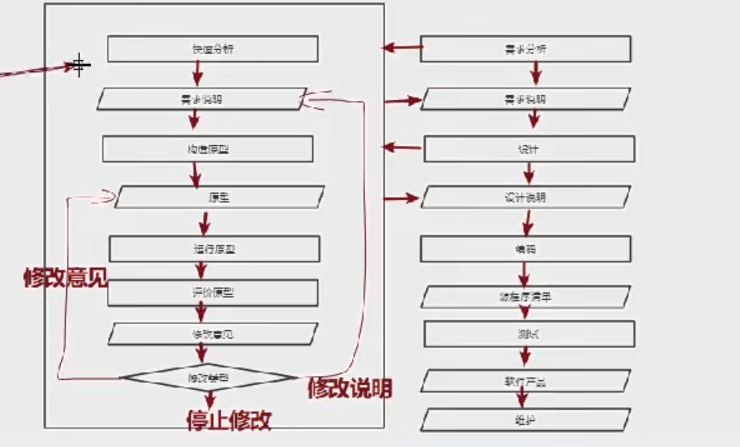 快速分析
需求说明
构造原型
原型
运行原型
评价原型
修改意见
修改类型
修改意见
修改说明
停止修改
需求分析
需求说明
设计
设计说明
编码
源程序清单
测试
软件产品
维护